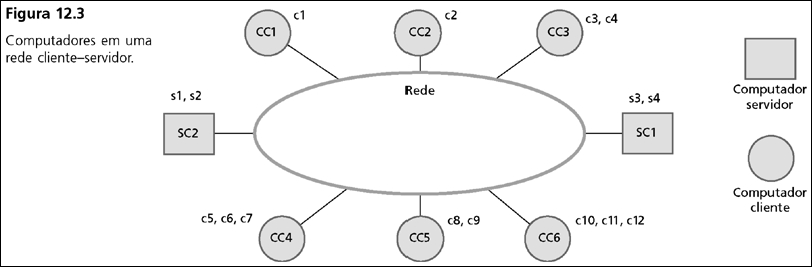 Figura 12.3
Computadores em uma
rede cliente–servidor.
c1
CC1
c2
CC2
c3, c4
CC3
Rede
s1, s2
SC2
s3, s4
SC1
c5, c6, c7
CC4
c8, c9
CC5
c10, c11, c12
CC6
Computador
servidor
Computador
cliente